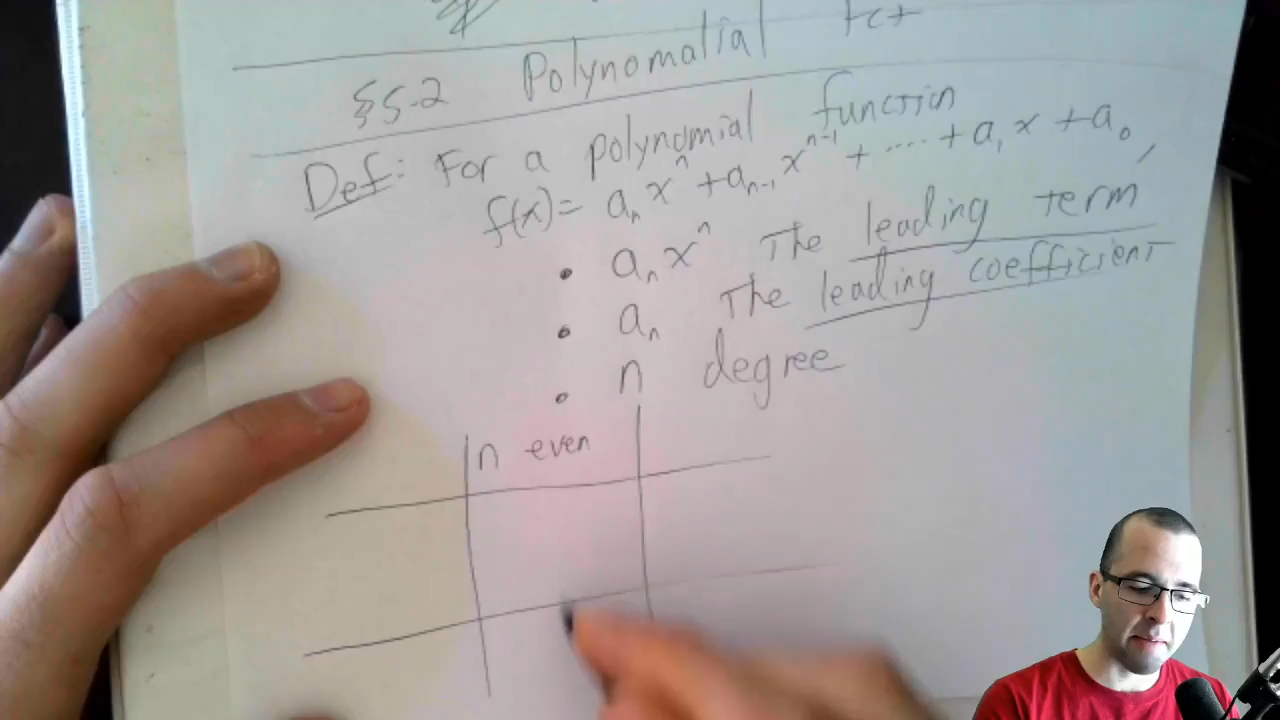 §5.2 Polynomatial fct
Def: For a polynomial function
f(x) = aₙxⁿ + aₙ₋₁xⁿ⁻¹ + .... + a₁x + a₀,
• aₙxⁿ The leading term
• aₙ The leading coefficient
• n degree
n even